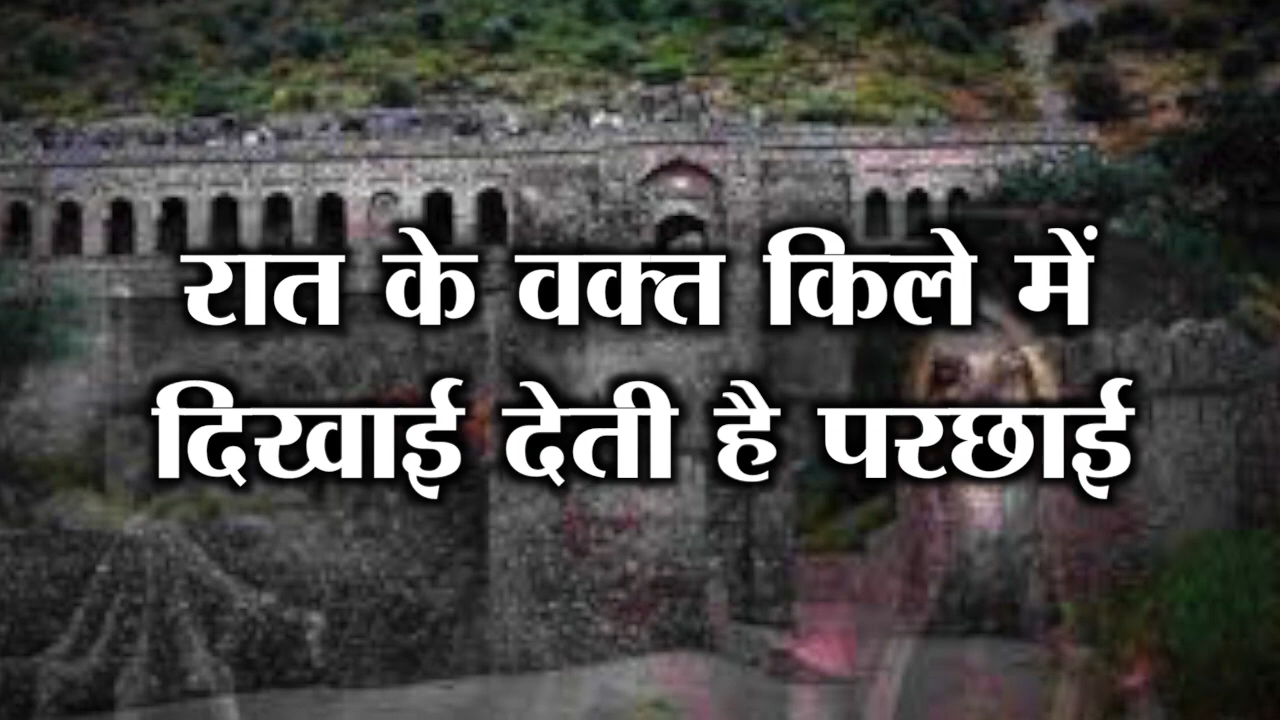 रात के वक्त किले में
दिखाई देती है परछाई